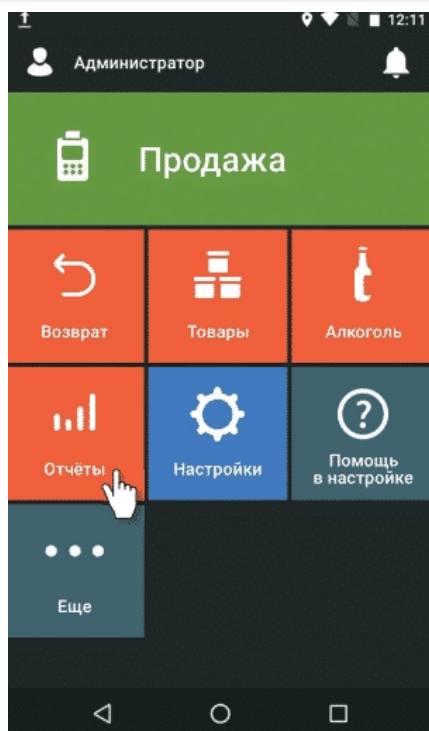 12:11
Администратор
Продажа
Возврат
Товары
Алкоголь
Отчёты
Настройки
Помощь
в настройке
Еще